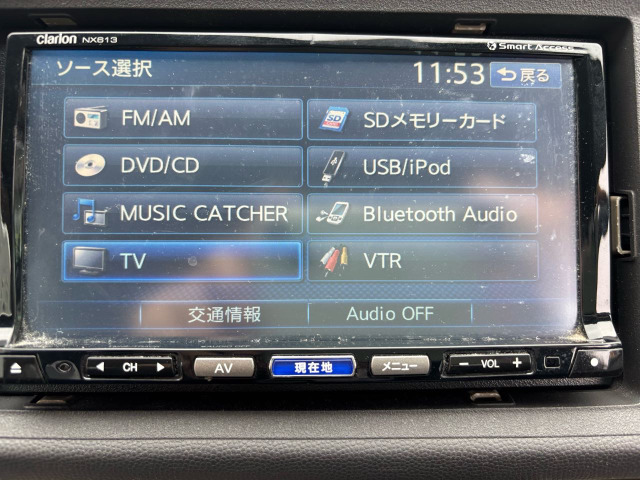 clarion NX613
Smart Access
ソース選択
11:53
戻る
FM/AM
SDメモリーカード
SD
DVD/CD
USB/iPod
MUSIC CATCHER
Bluetooth Audio
TV
VTR
交通情報
Audio OFF
CH
AV
現在地
メニュー
− VOL +